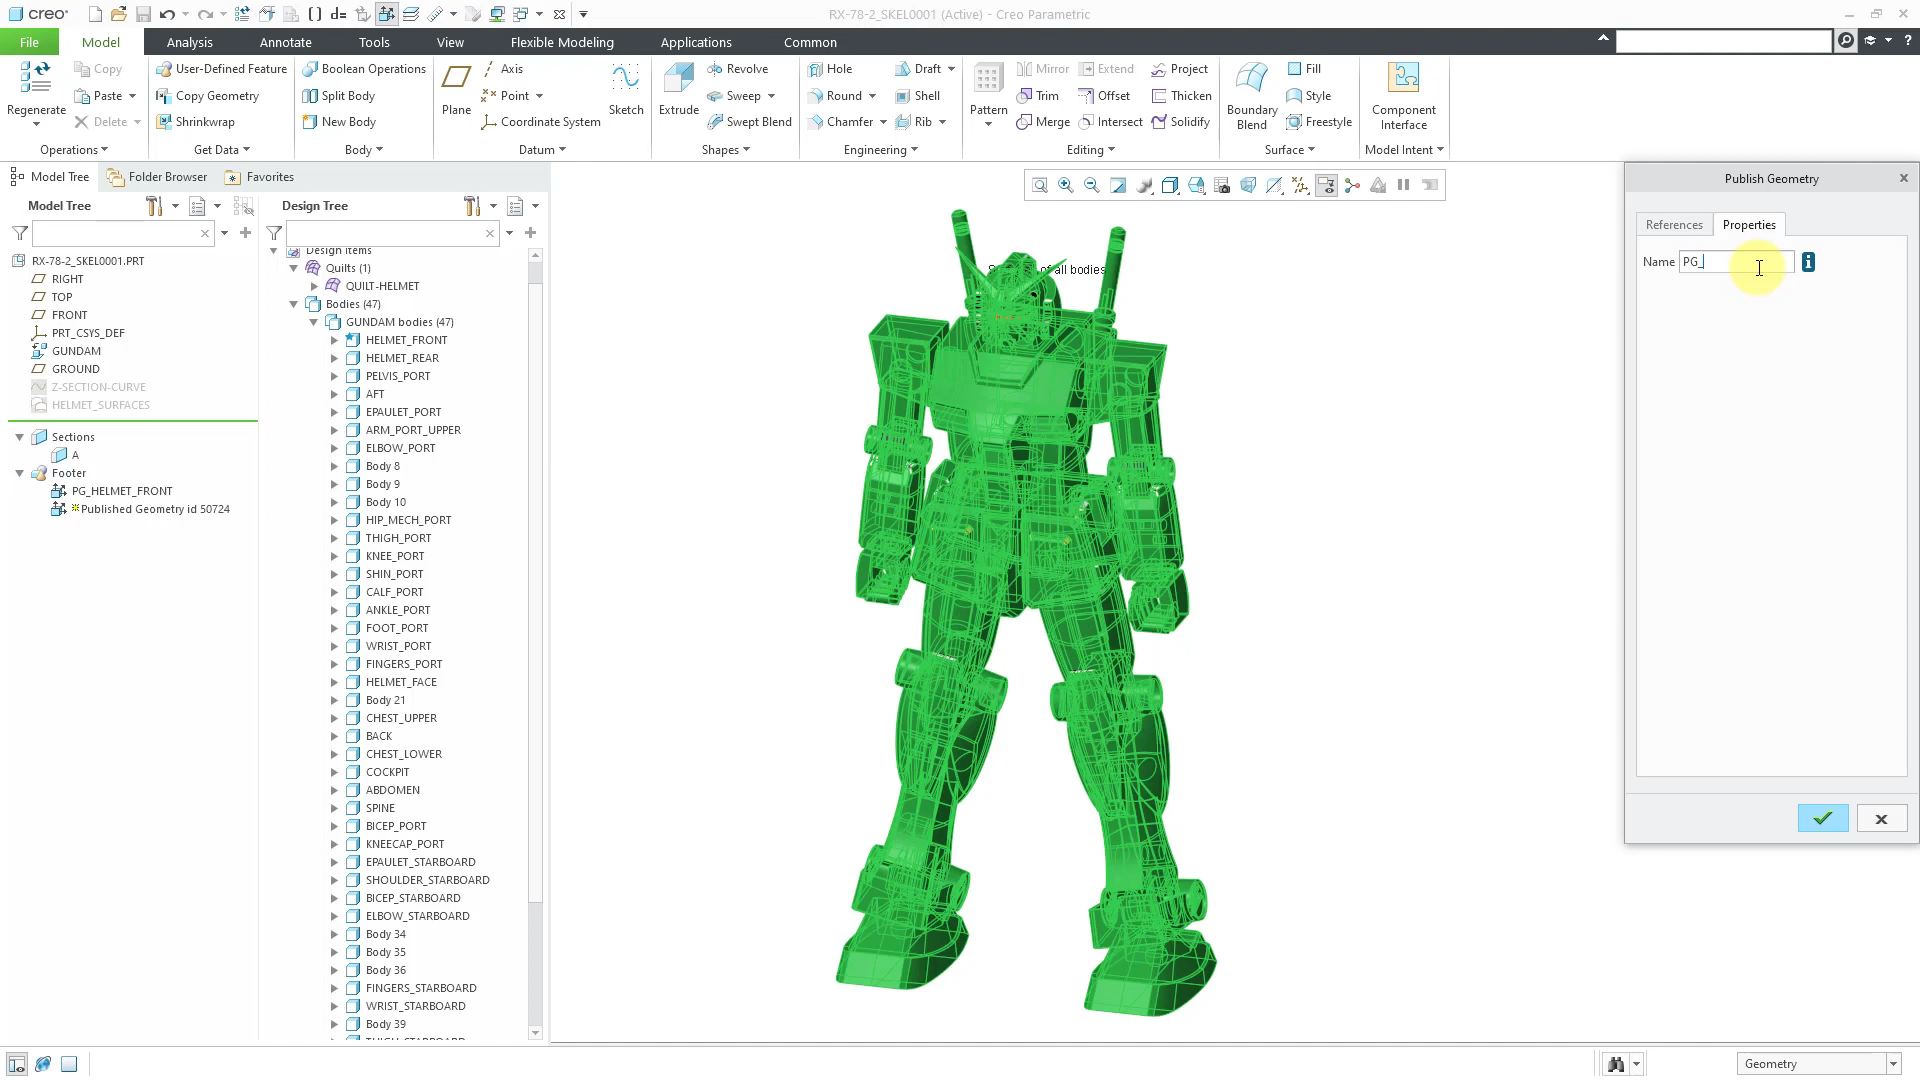 creo
RX-78-2_SKEL0001 (Active) - Creo Parametric
File
Model
Analysis
Annotate
Tools
View
Flexible Modeling
Applications
Common
Regenerate
Copy
Paste
Delete
Operations
User-Defined Feature
Copy Geometry
Shrinkwrap
Get Data
Boolean Operations
Split Body
New Body
Body
Plane
Axis
Point
Coordinate System
Sketch
Datum
Extrude
Revolve
Sweep
Swept Blend
Shapes
Hole
Round
Chamfer
Draft
Shell
Rib
Engineering
Pattern
Mirror
Trim
Merge
Extend
Offset
Intersect
Project
Thicken
Solidify
Editing
Boundary Blend
Fill
Style
Freestyle
Surface
Component Interface
Model Intent
Model Tree
Folder Browser
Favorites
Model Tree
RX-78-2_SKEL0001.PRT
RIGHT
TOP
FRONT
PRT_CSYS_DEF
GUNDAM
GROUND
Z-SECTION-CURVE
HELMET_SURFACES
Sections
A
Footer
PG_HELMET_FRONT
Published Geometry id 50724
Design Tree
Design Items
Quilts (1)
QUILT-HELMET
Bodies (47)
GUNDAM bodies (47)
HELMET_FRONT
HELMET_REAR
PELVIS_PORT
AFT
EPAULET_PORT
ARM_PORT_UPPER
ELBOW_PORT
Body 8
Body 9
Body 10
HIP_MECH_PORT
THIGH_PORT
KNEE_PORT
SHIN_PORT
CALF_PORT
ANKLE_PORT
FOOT_PORT
WRIST_PORT
FINGERS_PORT
HELMET_FACE
Body 21
CHEST_UPPER
BACK
CHEST_LOWER
COCKPIT
ABDOMEN
SPINE
BICEP_PORT
KNEECAP_PORT
EPAULET_STARBOARD
SHOULDER_STARBOARD
BICEP_STARBOARD
ELBOW_STARBOARD
Body 34
Body 35
Body 36
FINGERS_STARBOARD
WRIST_STARBOARD
Body 39
of all bodies
Publish Geometry
References
Properties
Name PG_
Geometry